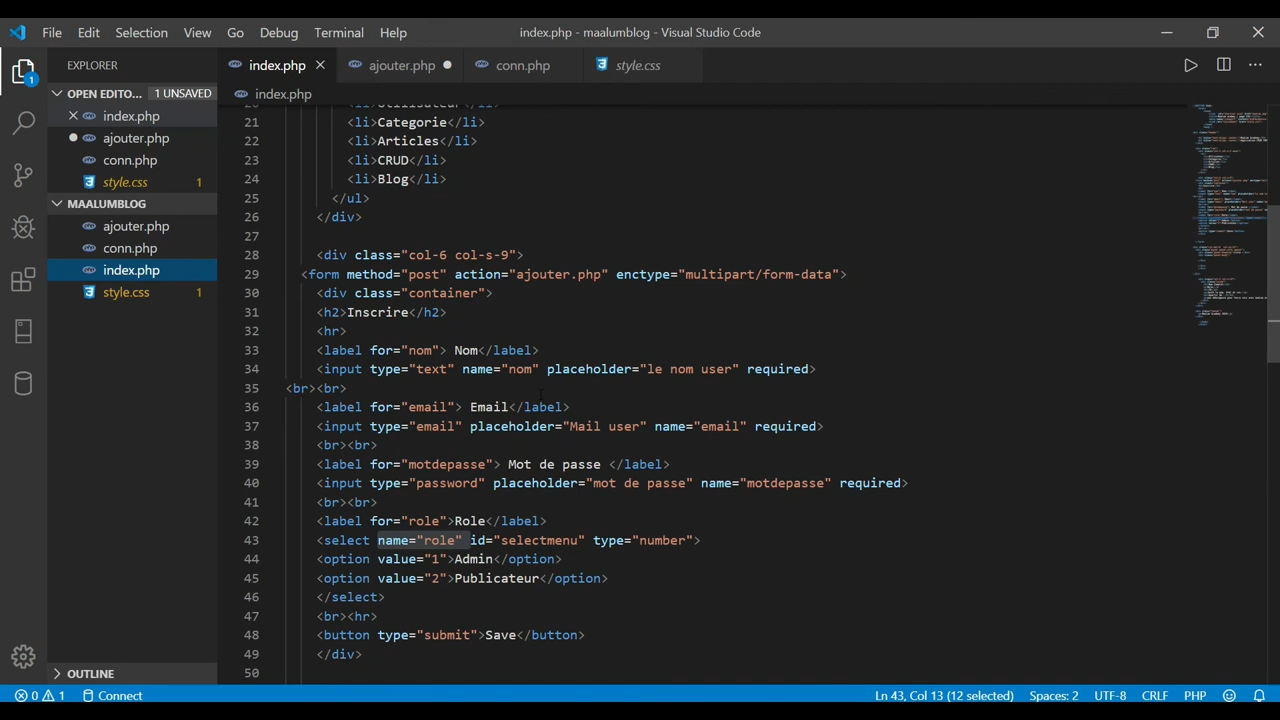 File Edit Selection View Go Debug Terminal Help index.php - maalumblog - Visual Studio Code
EXPLORER index.php ajouter.php conn.php style.css
OPEN EDITO... 1 UNSAVED index.php
index.php
ajouter.php
conn.php
style.css 1
MAALUMBLOG
ajouter.php
conn.php
index.php
style.css 1
OUTLINE
20 <li>Utilisateur</li>
21 <li>Categorie</li>
22 <li>Articles</li>
23 <li>CRUD</li>
24 <li>Blog</li>
25 </ul>
26 </div>
27
28 <div class="col-6 col-s-9">
29 <form method="post" action="ajouter.php" enctype="multipart/form-data">
30 <div class="container">
31 <h2>Inscrire</h2>
32 <hr>
33 <label for="nom"> Nom</label>
34 <input type="text" name="nom" placeholder="le nom user" required>
35 <br><br>
36 <label for="email"> Email</label>
37 <input type="email" placeholder="Mail user" name="email" required>
38 <br><br>
39 <label for="motdepasse"> Mot de passe </label>
40 <input type="password" placeholder="mot de passe" name="motdepasse" required>
41 <br><br>
42 <label for="role">Role</label>
43 <select name="role" id="selectmenu" type="number">
44 <option value="1">Admin</option>
45 <option value="2">Publicateur</option>
46 </select>
47 <br><hr>
48 <button type="submit">Save</button>
49 </div>
50
0 1 Connect Ln 43, Col 13 (12 selected) Spaces: 2 UTF-8 CRLF PHP